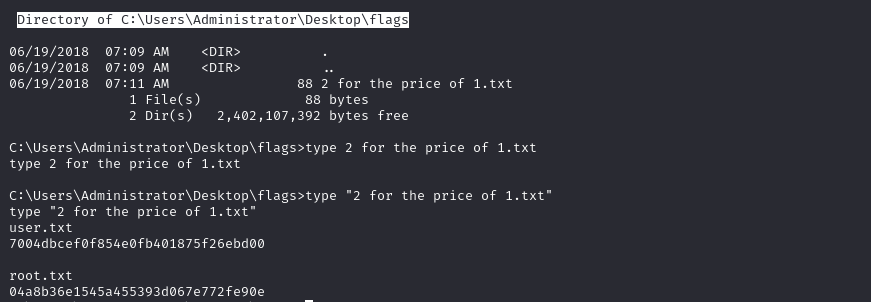 Directory of C:\Users\Administrator\Desktop\flags
06/19/2018  07:09 AM    <DIR>          .
06/19/2018  07:09 AM    <DIR>          ..
06/19/2018  07:11 AM                88 2 for the price of 1.txt
               1 File(s)             88 bytes
               2 Dir(s)   2,402,107,392 bytes free
C:\Users\Administrator\Desktop\flags>type 2 for the price of 1.txt
type 2 for the price of 1.txt
C:\Users\Administrator\Desktop\flags>type "2 for the price of 1.txt"
type "2 for the price of 1.txt"
user.txt
7004dbcef0f854e0fb401875f26ebd00
root.txt
04a8b36e1545a455393d067e772fe90e